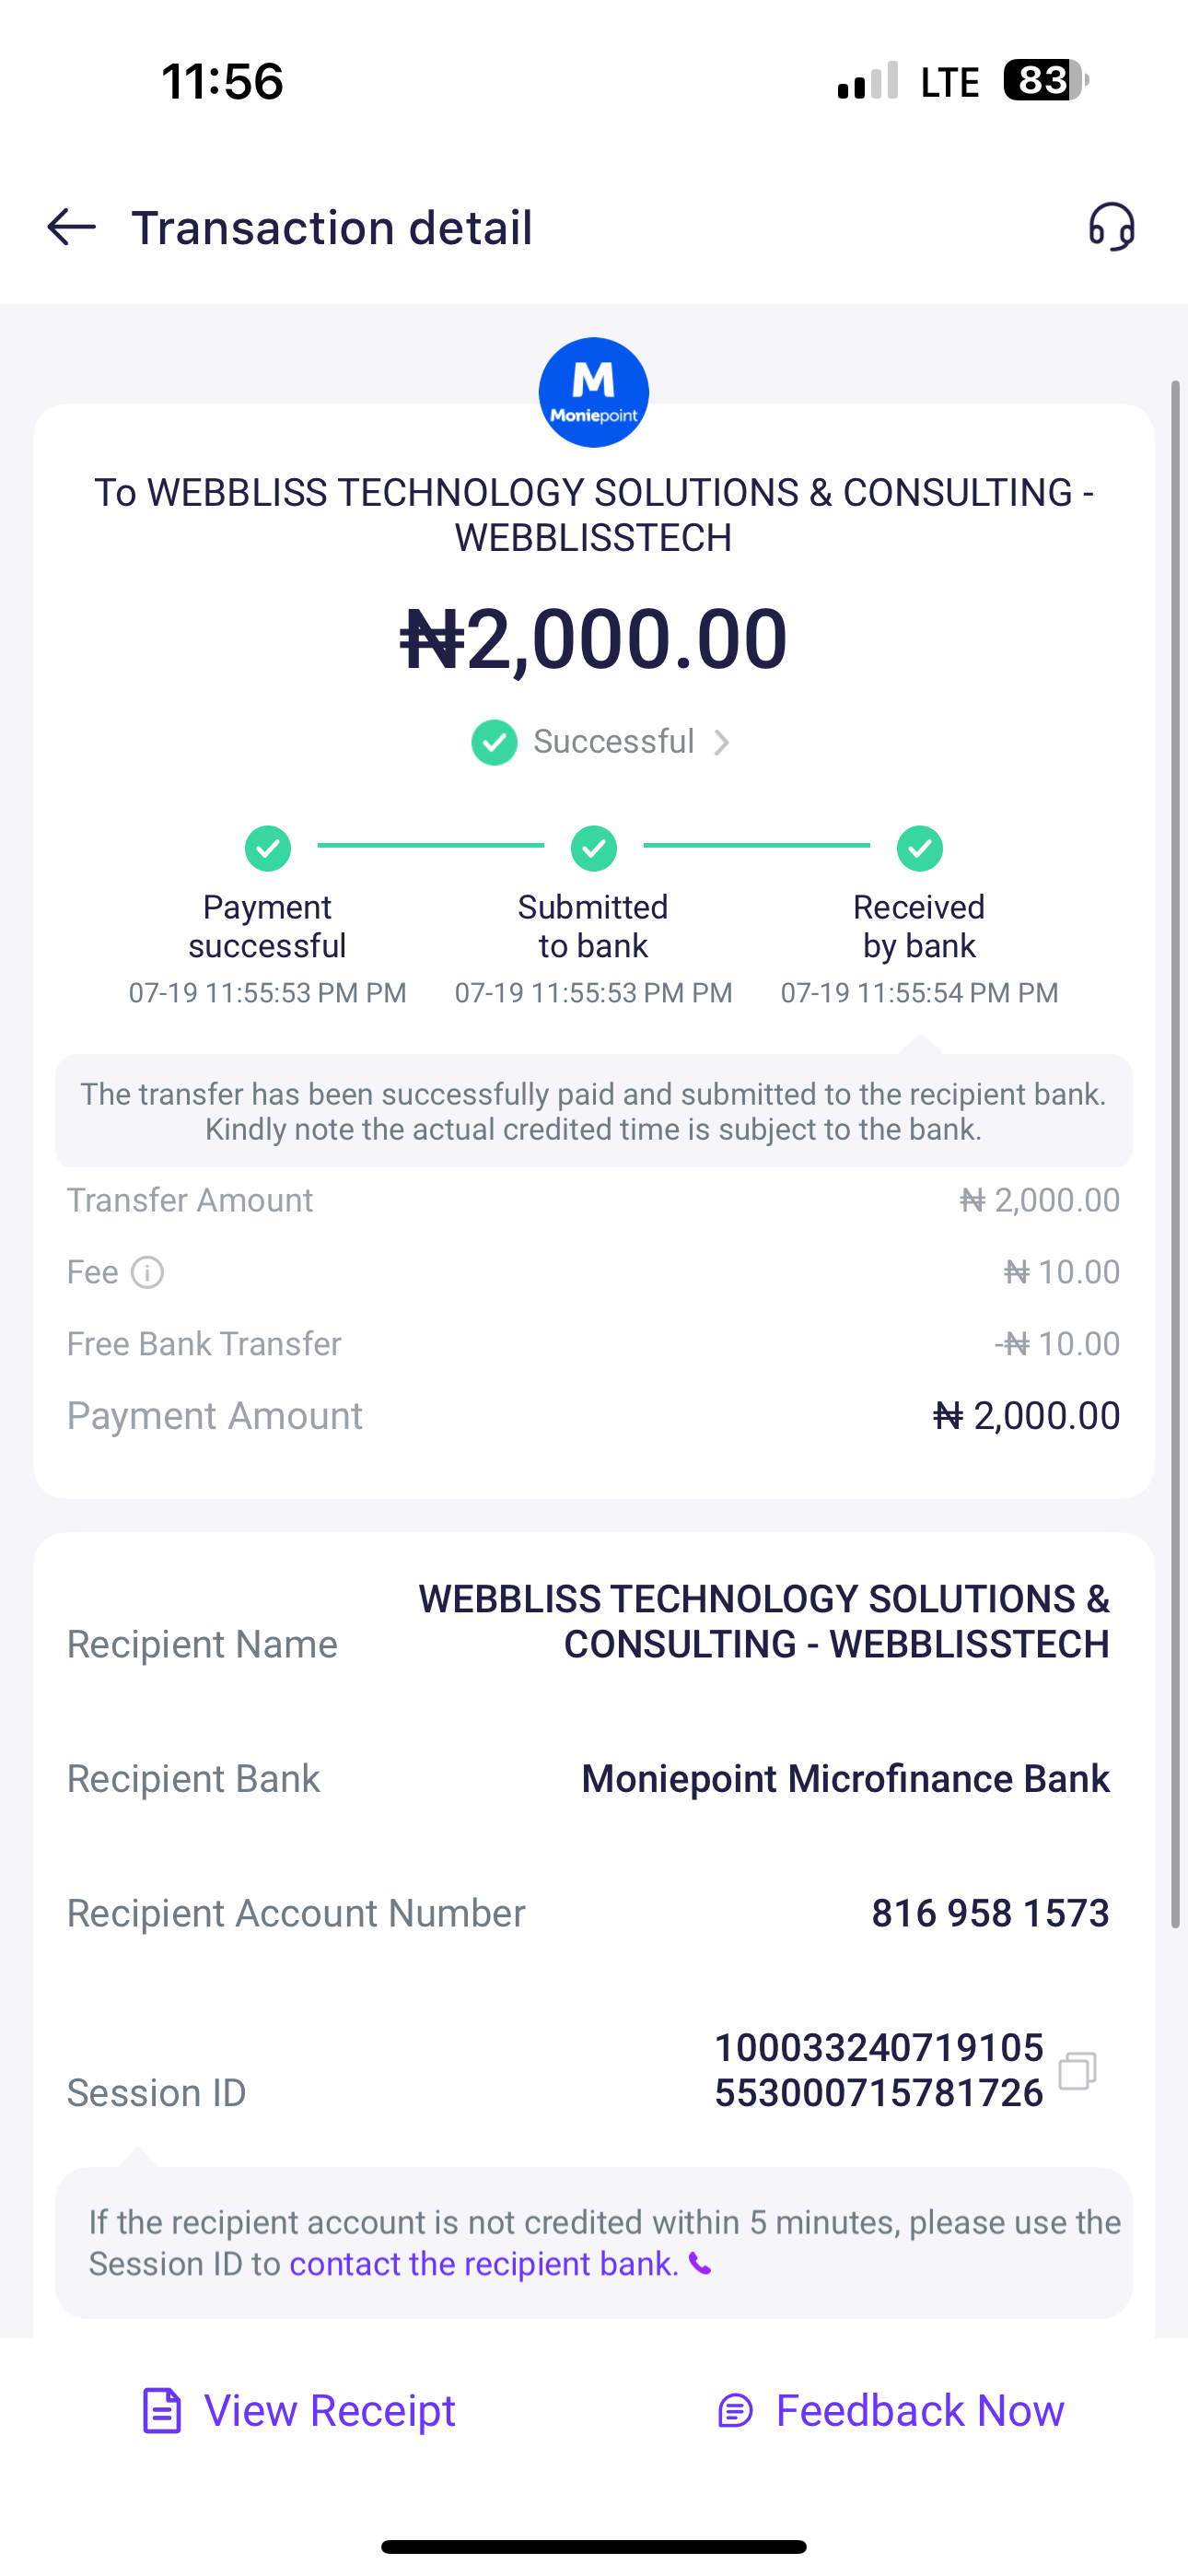 11:56
LTE 83
Transaction detail
M
Moniepoint
To WEBBLISS TECHNOLOGY SOLUTIONS & CONSULTING -
WEBBLISSTECH
₦2,000.00
Successful
Payment
successful
07-19 11:55:53 PM PM
Submitted
to bank
07-19 11:55:53 PM PM
Received
by bank
07-19 11:55:54 PM PM
The transfer has been successfully paid and submitted to the recipient bank.
Kindly note the actual credited time is subject to the bank.
Transfer Amount ₦ 2,000.00
Fee ₦ 10.00
Free Bank Transfer -₦ 10.00
Payment Amount ₦ 2,000.00
Recipient Name WEBBLISS TECHNOLOGY SOLUTIONS &
CONSULTING - WEBBLISSTECH
Recipient Bank Moniepoint Microfinance Bank
Recipient Account Number 816 958 1573
Session ID 100033240719105
553000715781726
If the recipient account is not credited within 5 minutes, please use the
Session ID to contact the recipient bank.
View Receipt
Feedback Now